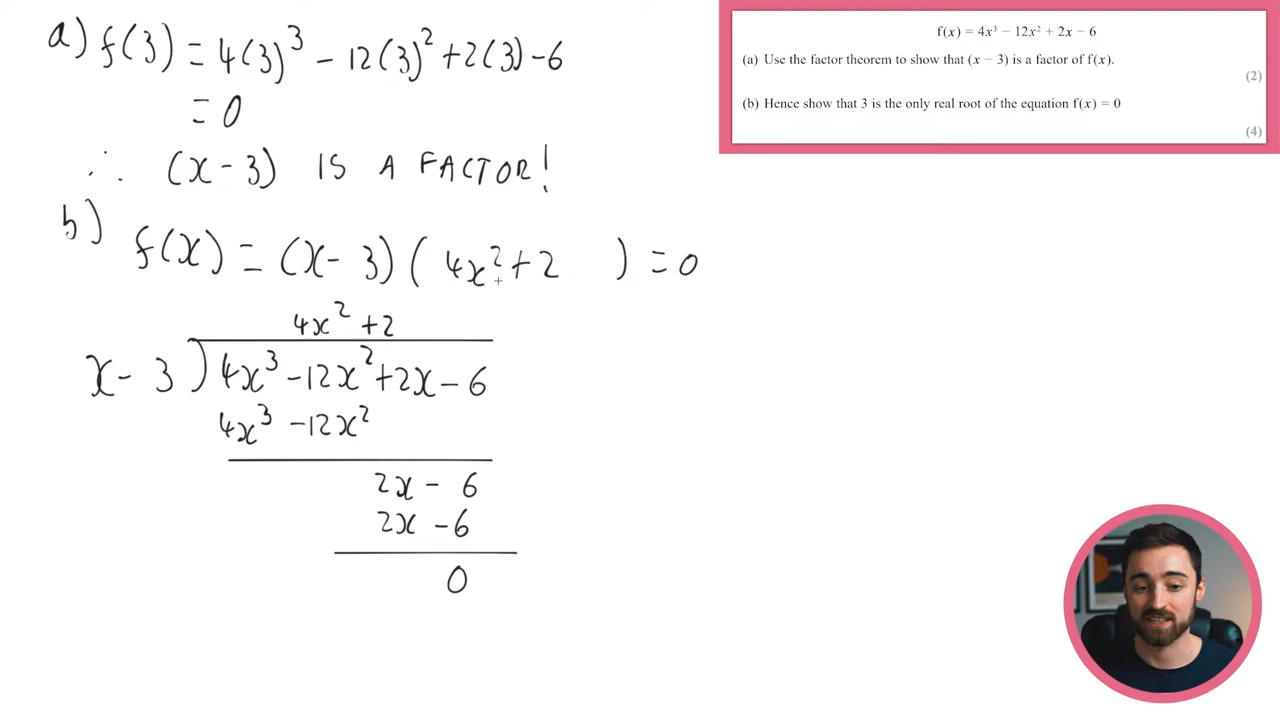 a) f(3) = 4(3)³ - 12(3)² + 2(3) - 6
= 0
∴ (x - 3) IS A FACTOR!
b) f(x) = (x - 3)(4x² + 2 ) = 0
4x² + 2
x - 3 ) 4x³ - 12x² + 2x - 6
4x³ - 12x²
2x - 6
2x - 6
0
f(x) = 4x³ − 12x² + 2x − 6
(a) Use the factor theorem to show that (x − 3) is a factor of f(x).
(2)
(b) Hence show that 3 is the only real root of the equation f(x) = 0
(4)